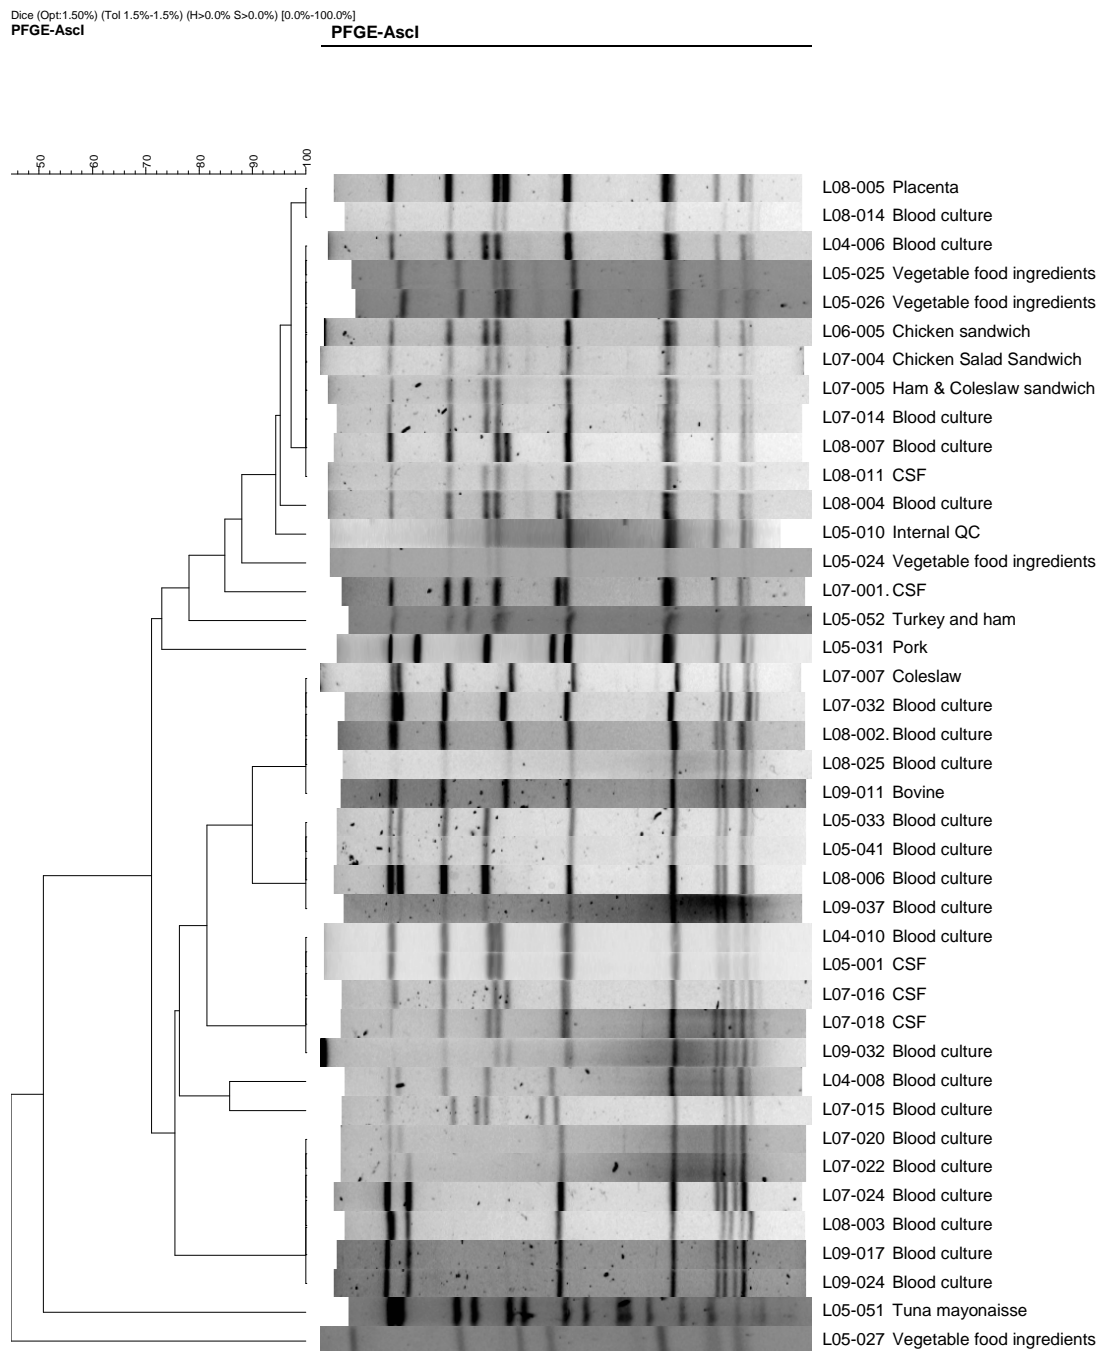 Dice (Opt:1.50%) (Tol 1.5%-1.5%) (H>0.0% S>0.0%) [0.0%-100.0%]
PFGE-AscI PFGE-AscI
50 60 70 80 90 100
L08-005 Placenta
L08-014 Blood culture
L04-006 Blood culture
L05-025 Vegetable food ingredients
L05-026 Vegetable food ingredients
L06-005 Chicken sandwich
L07-004 Chicken Salad Sandwich
L07-005 Ham & Coleslaw sandwich
L07-014 Blood culture
L08-007 Blood culture
L08-011 CSF
L08-004 Blood culture
L05-010 Internal QC
L05-024 Vegetable food ingredients
L07-001. CSF
L05-052 Turkey and ham
L05-031 Pork
L07-007 Coleslaw
L07-032 Blood culture
L08-002. Blood culture
L08-025 Blood culture
L09-011 Bovine
L05-033 Blood culture
L05-041 Blood culture
L08-006 Blood culture
L09-037 Blood culture
L04-010 Blood culture
L05-001 CSF
L07-016 CSF
L07-018 CSF
L09-032 Blood culture
L04-008 Blood culture
L07-015 Blood culture
L07-020 Blood culture
L07-022 Blood culture
L07-024 Blood culture
L08-003 Blood culture
L09-017 Blood culture
L09-024 Blood culture
L05-051 Tuna mayonaisse
L05-027 Vegetable food ingredients